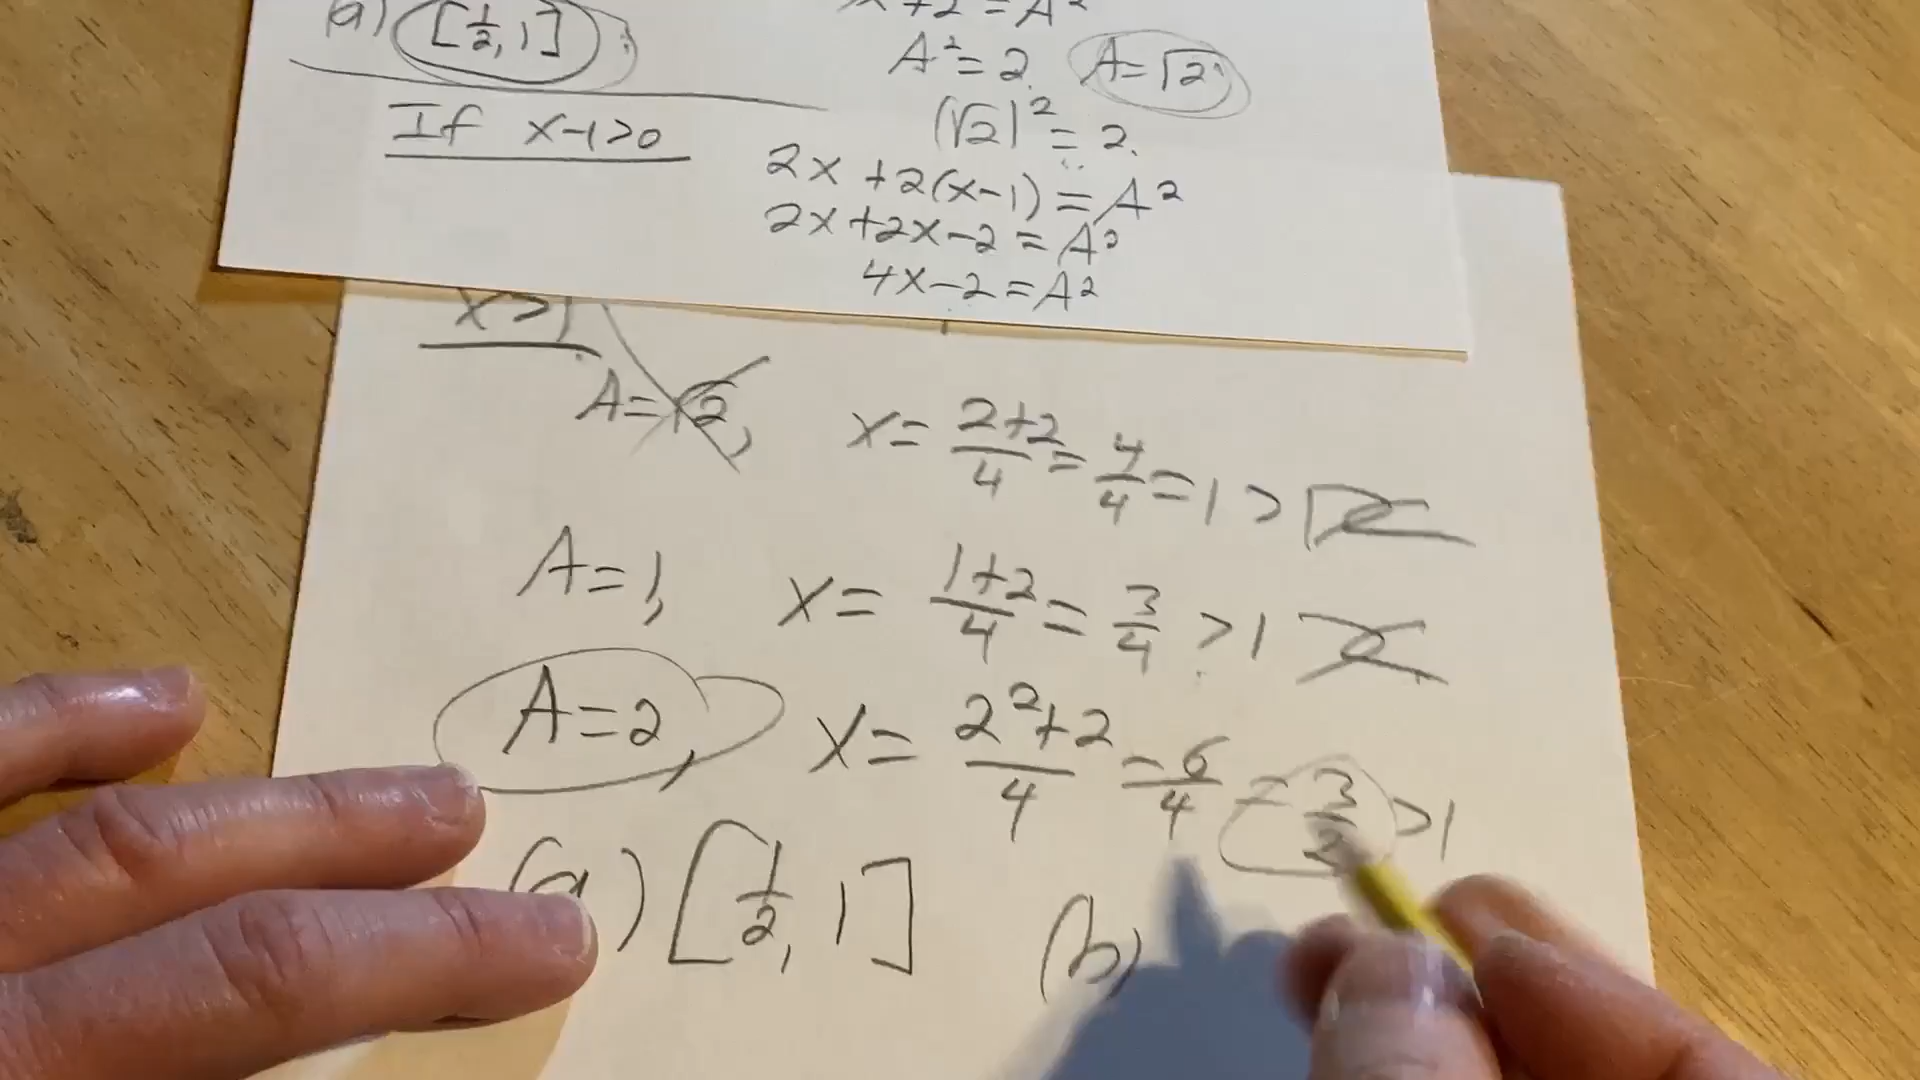 (a) [1/2, 1]
x+2=A²
A²=2. A=√2
If x-1>0
(√2)²=2.
2x+2(x-1)=A²
2x+2x-2=A²
4x-2=A²
x>1
A=√2, x=2+2/4=4/4=1>1
A=1, x=1+2/4=3/4>1
A=2, x=2²+2/4=6/4=3/2>1
(a) [1/2, 1] (b)